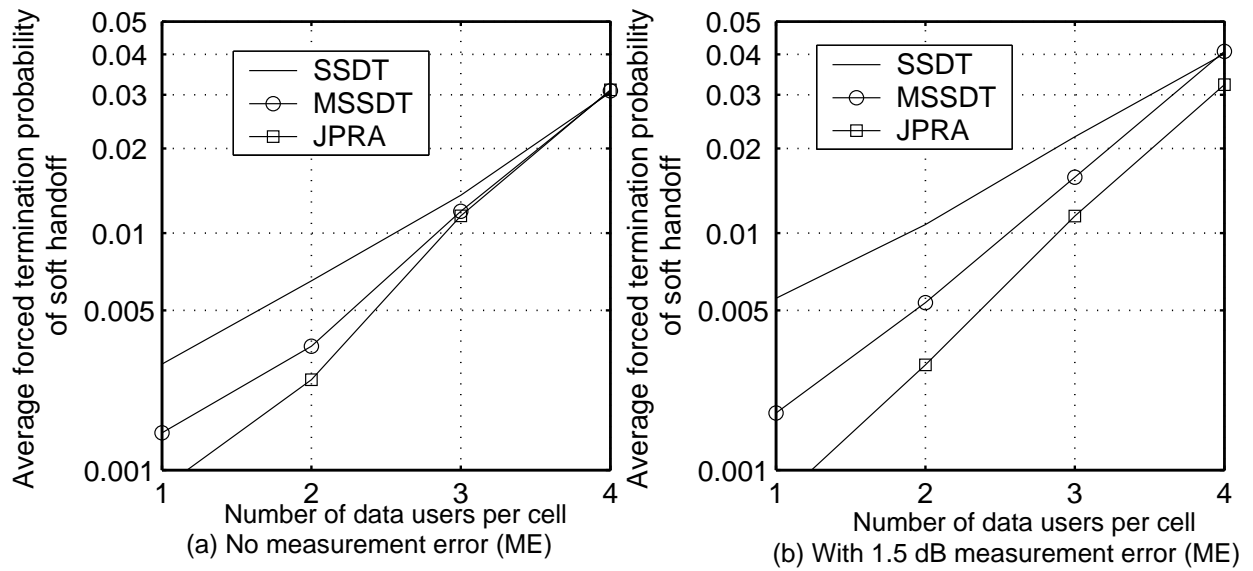 Average forced termination probability
of soft handoff
0.05
0.04
0.03
0.02
0.01
0.005
0.001
SSDT
MSSDT
JPRA
1
2
3
4
Number of data users per cell
(a) No measurement error (ME)
Average forced termination probability
of soft handoff
0.05
0.04
0.03
0.02
0.01
0.005
0.001
SSDT
MSSDT
JPRA
1
2
3
4
Number of data users per cell
(b) With 1.5 dB measurement error (ME)